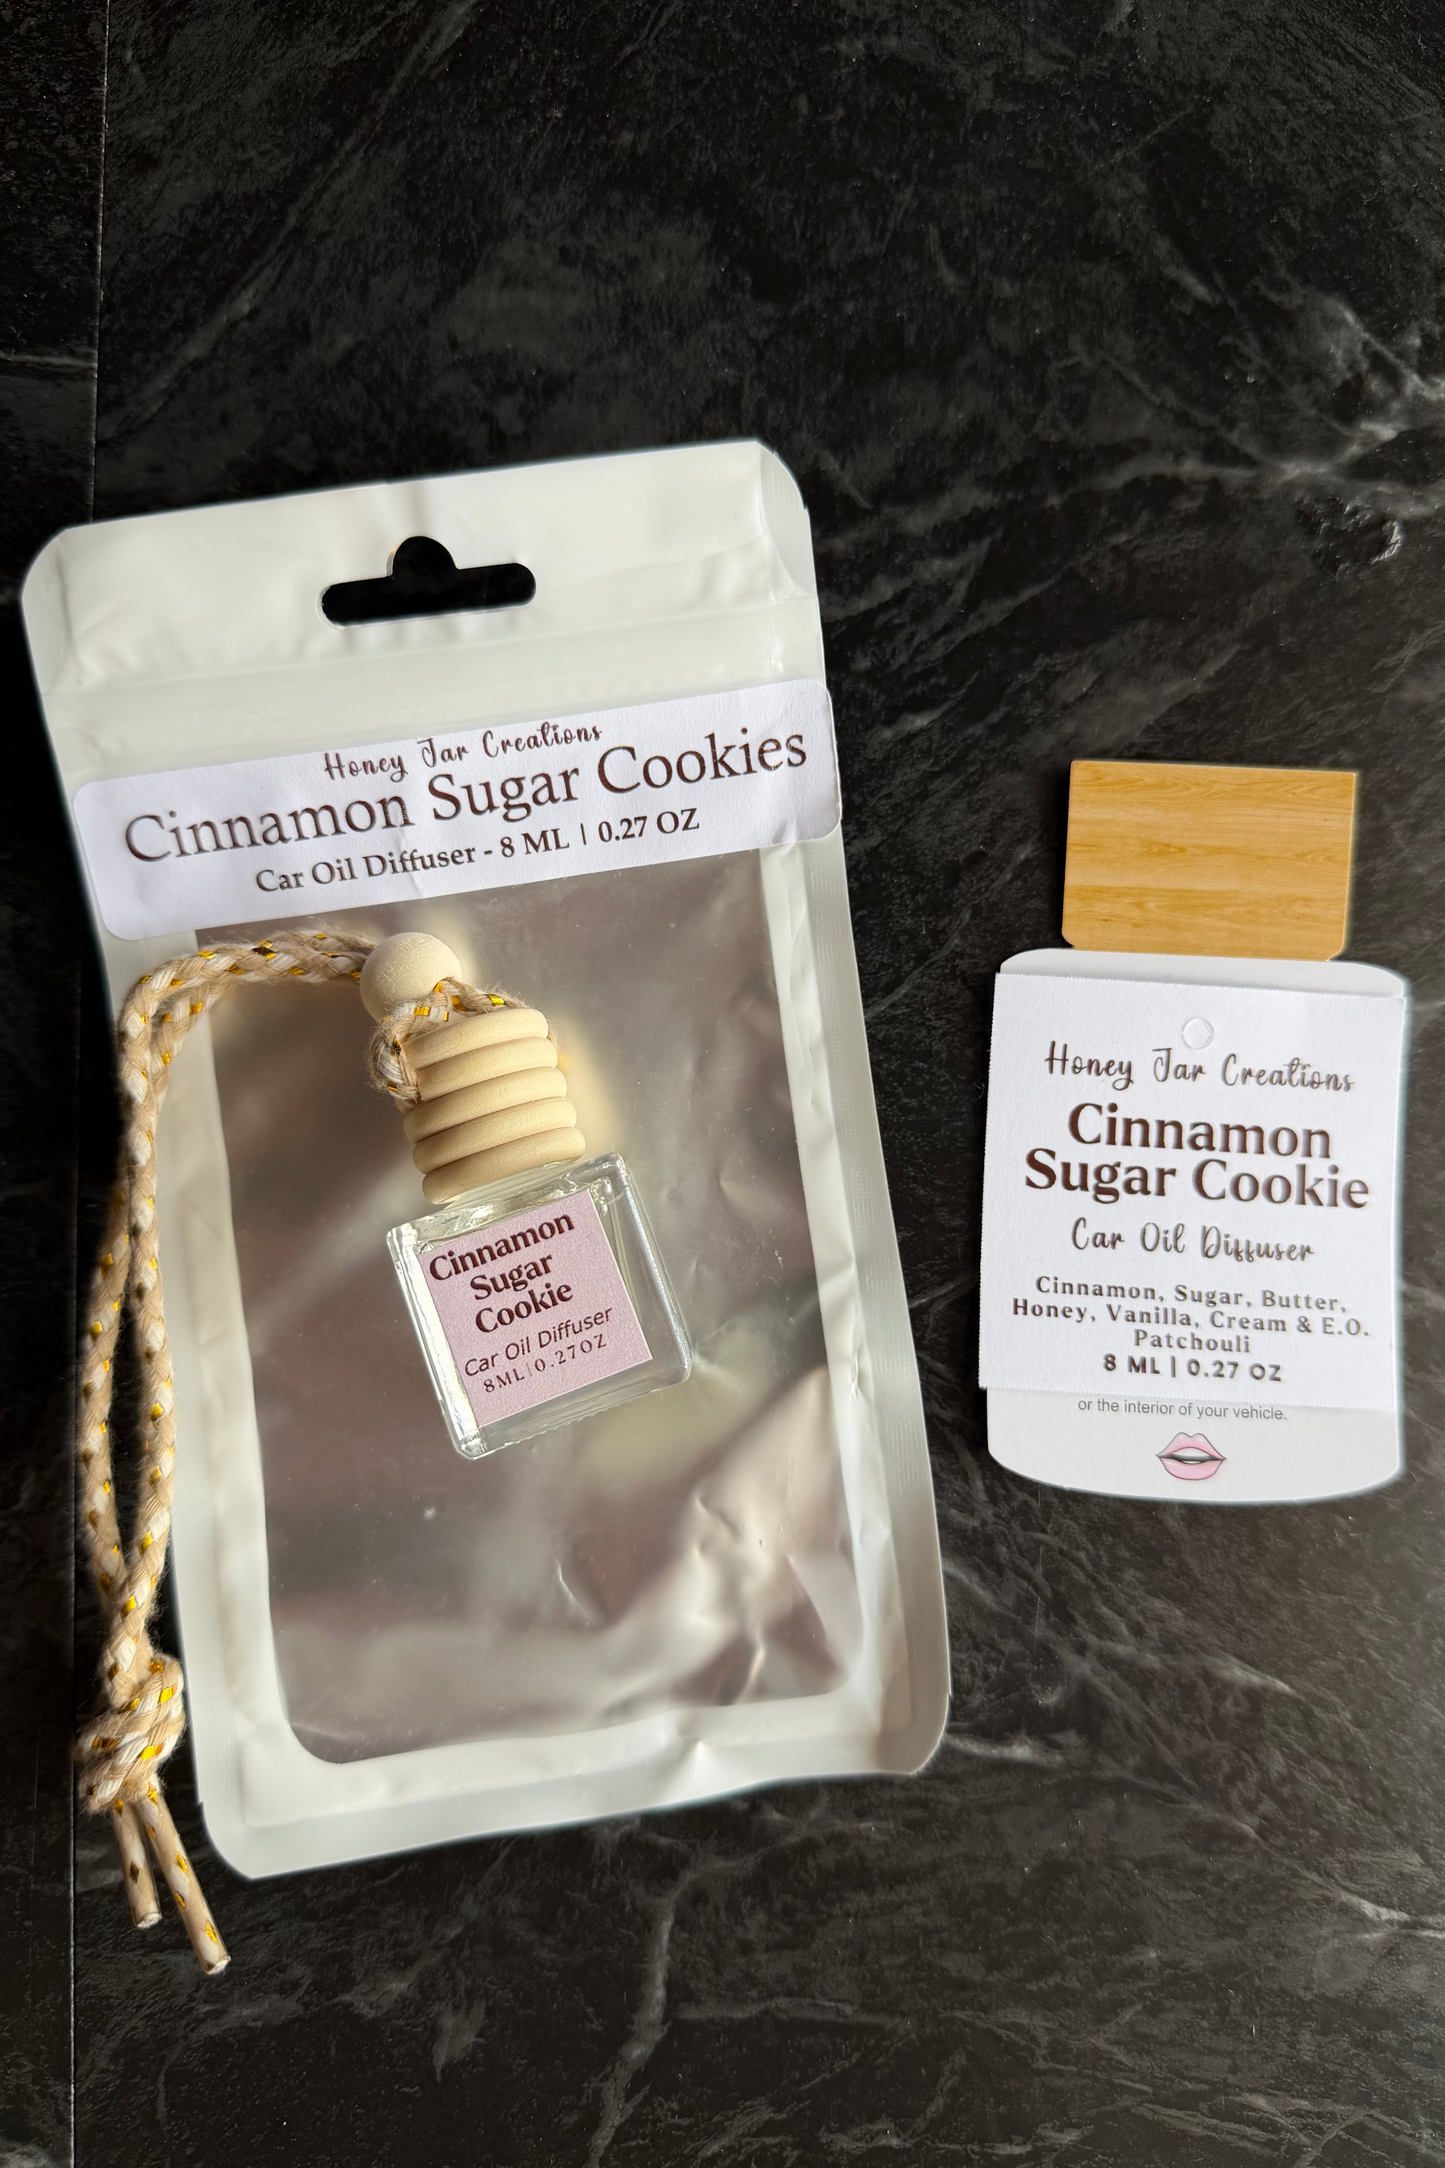 Honey Jar Creations
Cinnamon Sugar Cookies
Car Oil Diffuser - 8 ML | 0.27 OZ
Cinnamon
Sugar
Cookie
Car Oil Diffuser
8ML|0.27OZ
Honey Jar Creations
Cinnamon
Sugar Cookie
Car Oil Diffuser
Cinnamon, Sugar, Butter,
Honey, Vanilla, Cream & E.O.
Patchouli
8 ML | 0.27 OZ
or the interior of your vehicle.